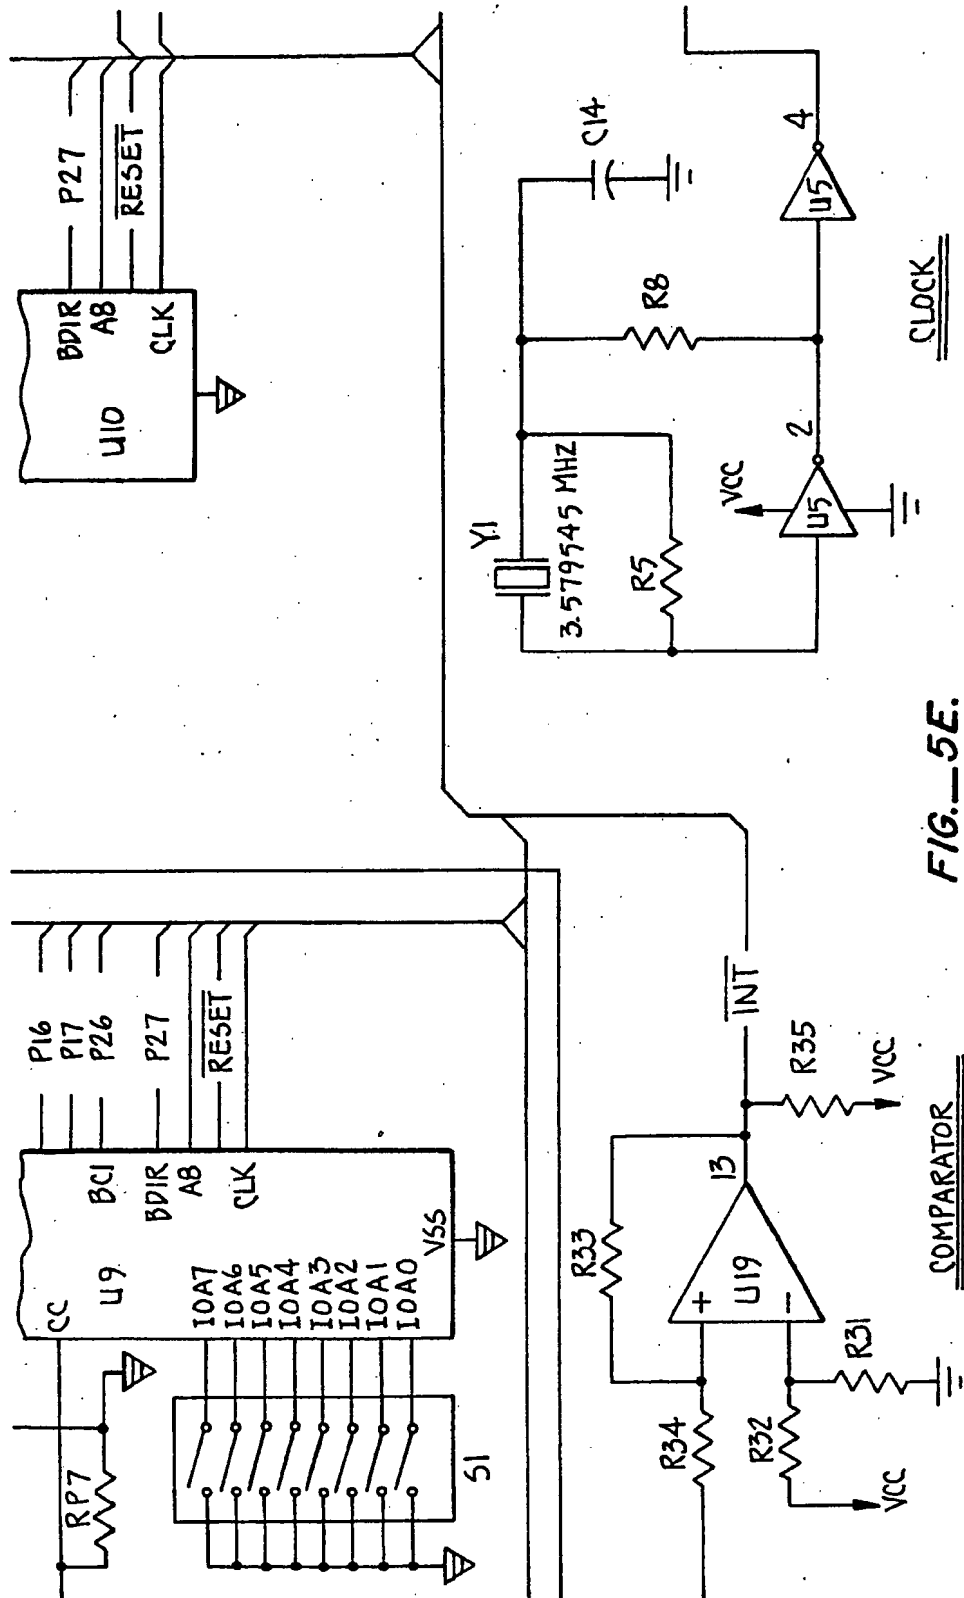 P27
RESET
BDIR
A8
CLK
U10
C14
4
U5
R8
CLOCK
2
VCC
U5
Y1
3.579545 MHZ
R5
FIG._5E.
P16
P17
P26
P27
RESET
BC1
BDIR
A8
CLK
VSS
U9
CC
IOA7
IOA6
IOA5
IOA4
IOA3
IOA2
IOA1
IOA0
RP7
S1
INT
R35
VCC
13
R33
U19
+
-
R34
R32
R31
VCC
COMPARATOR